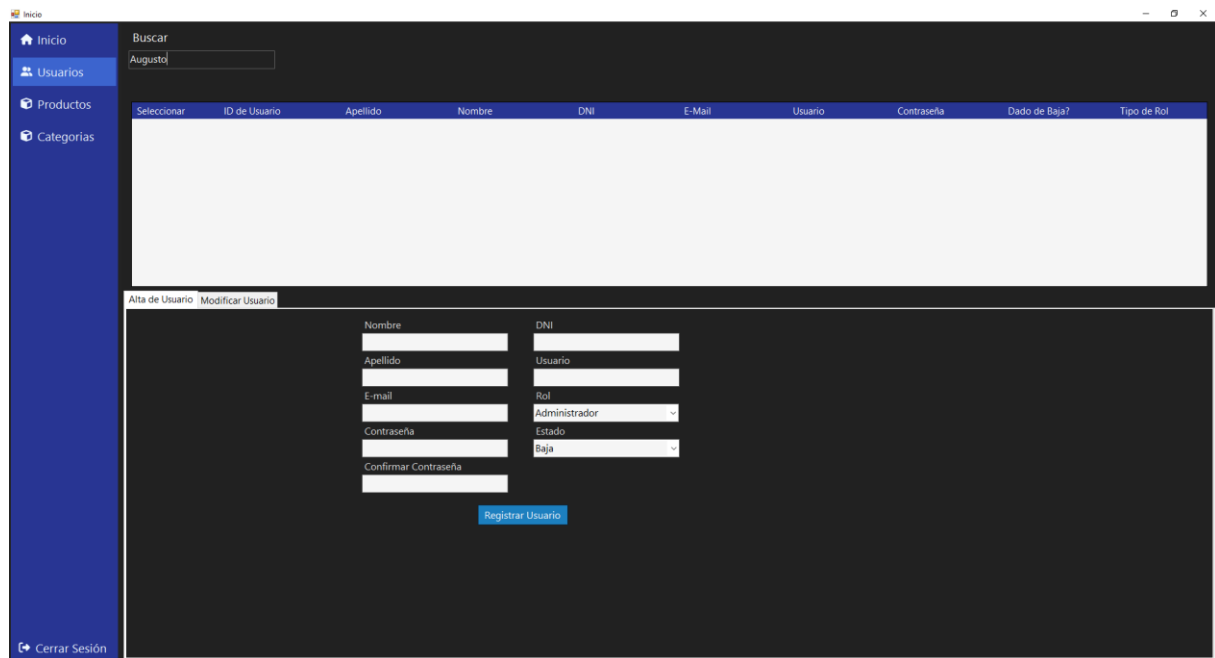 Inicio
Inicio
Usuarios
Productos
Categorias
Cerrar Sesión
Buscar
Augusto
Seleccionar ID de Usuario Apellido Nombre DNI E-Mail Usuario Contraseña Dado de Baja? Tipo de Rol
Alta de Usuario Modificar Usuario
Nombre DNI
Apellido Usuario
E-mail Rol
Administrador
Contraseña Estado
Baja
Confirmar Contraseña
Registrar Usuario